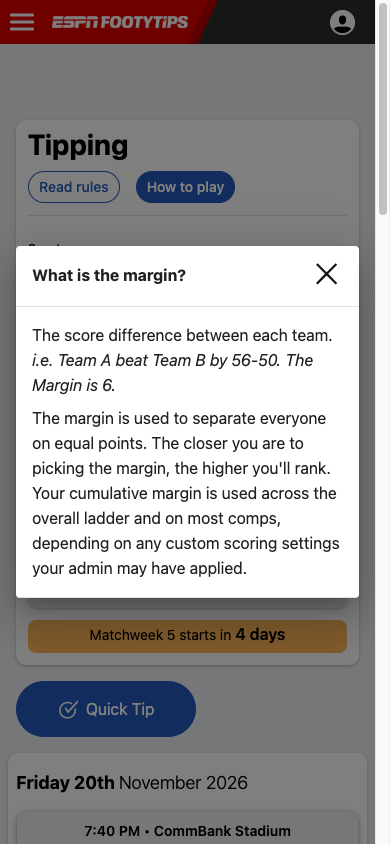 ESPN FOOTYTIPS
Tipping
Read rules
How to play
What is the margin?
The score difference between each team.
i.e. Team A beat Team B by 56-50. The
Margin is 6.
The margin is used to separate everyone
on equal points. The closer you are to
picking the margin, the higher you'll rank.
Your cumulative margin is used across the
overall ladder and on most comps,
depending on any custom scoring settings
your admin may have applied.
Matchweek 5 starts in 4 days
Quick Tip
Friday 20th November 2026
7:40 PM • CommBank Stadium